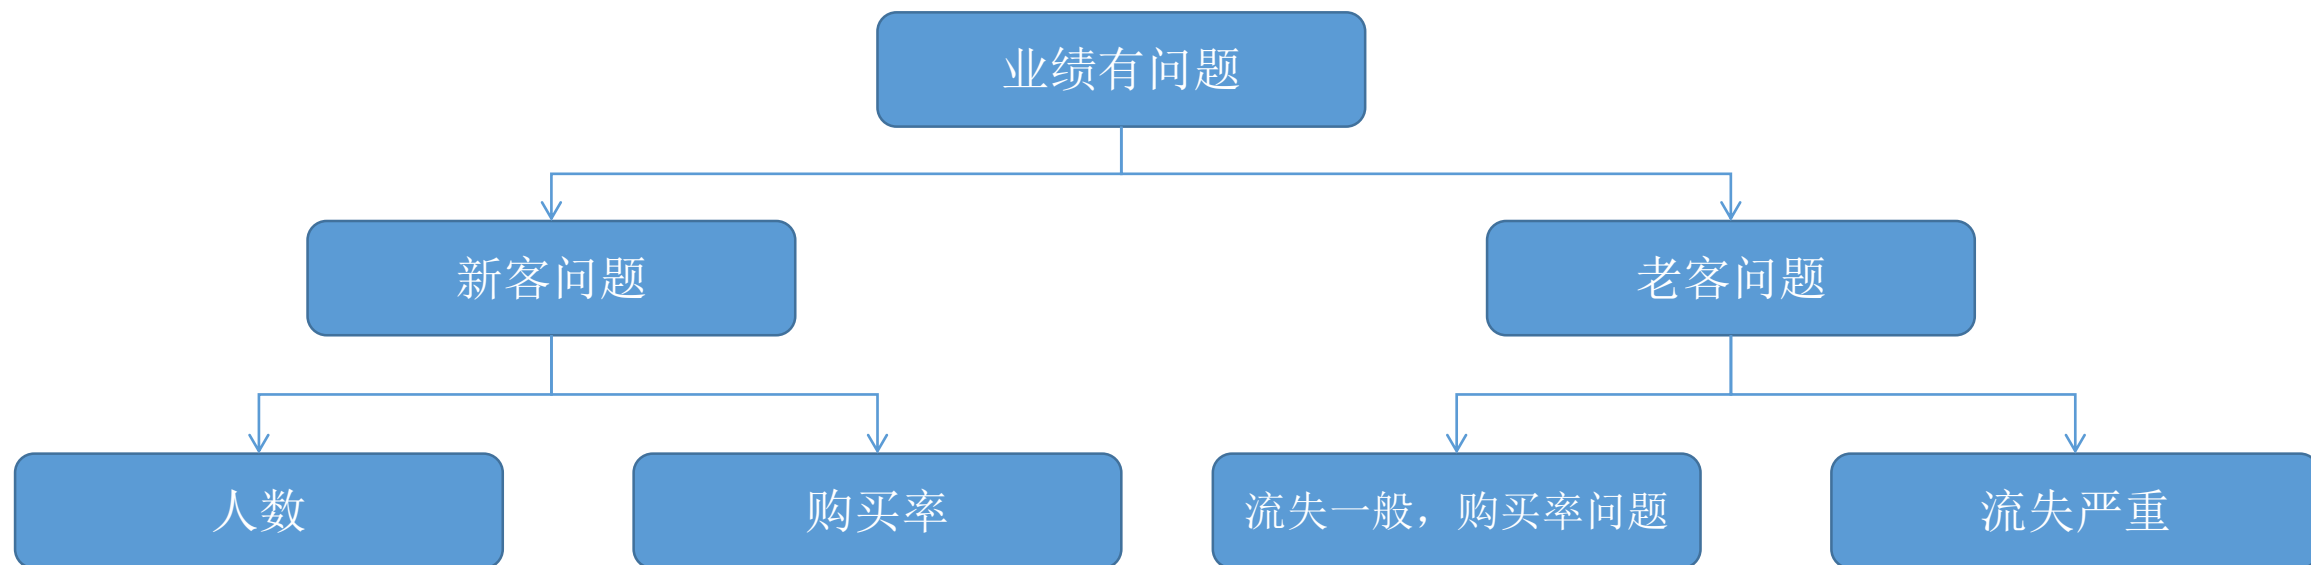 业绩有问题
新客问题
老客问题
人数
购买率
流失一般，购买率问题
流失严重